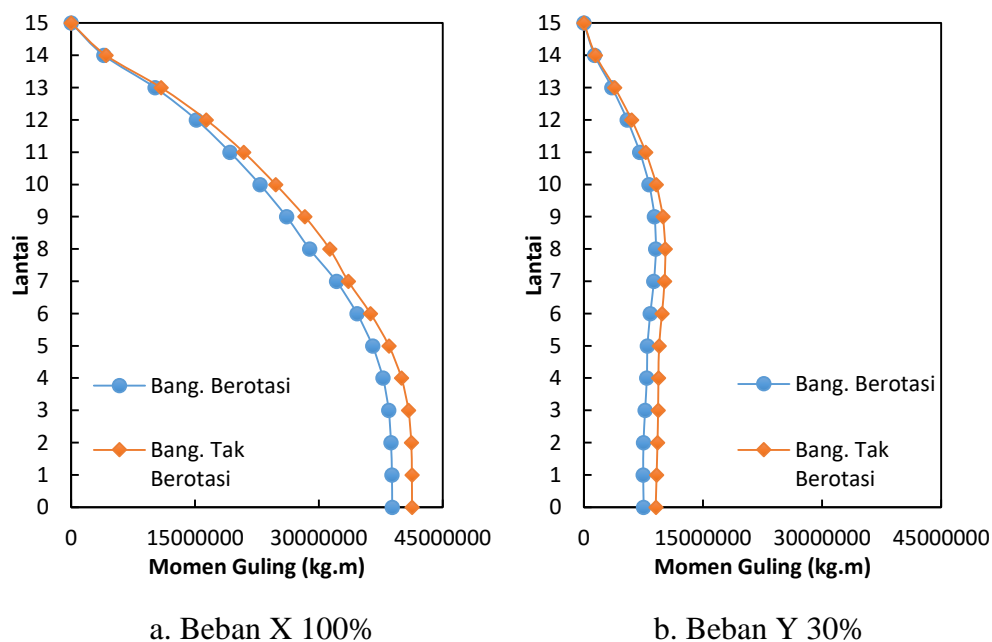 15
14
13
12
11
10
9
8
7
6
5
4
3
2
1
0
Lantai
Bang. Berotasi
Bang. Tak
Berotasi
0 15000000 30000000 45000000
Momen Guling (kg.m)
a. Beban X 100%
15
14
13
12
11
10
9
8
7
6
5
4
3
2
1
0
Lantai
Bang. Berotasi
Bang. Tak
Berotasi
0 15000000 30000000 45000000
Momen Guling (kg.m)
b. Beban Y 30%